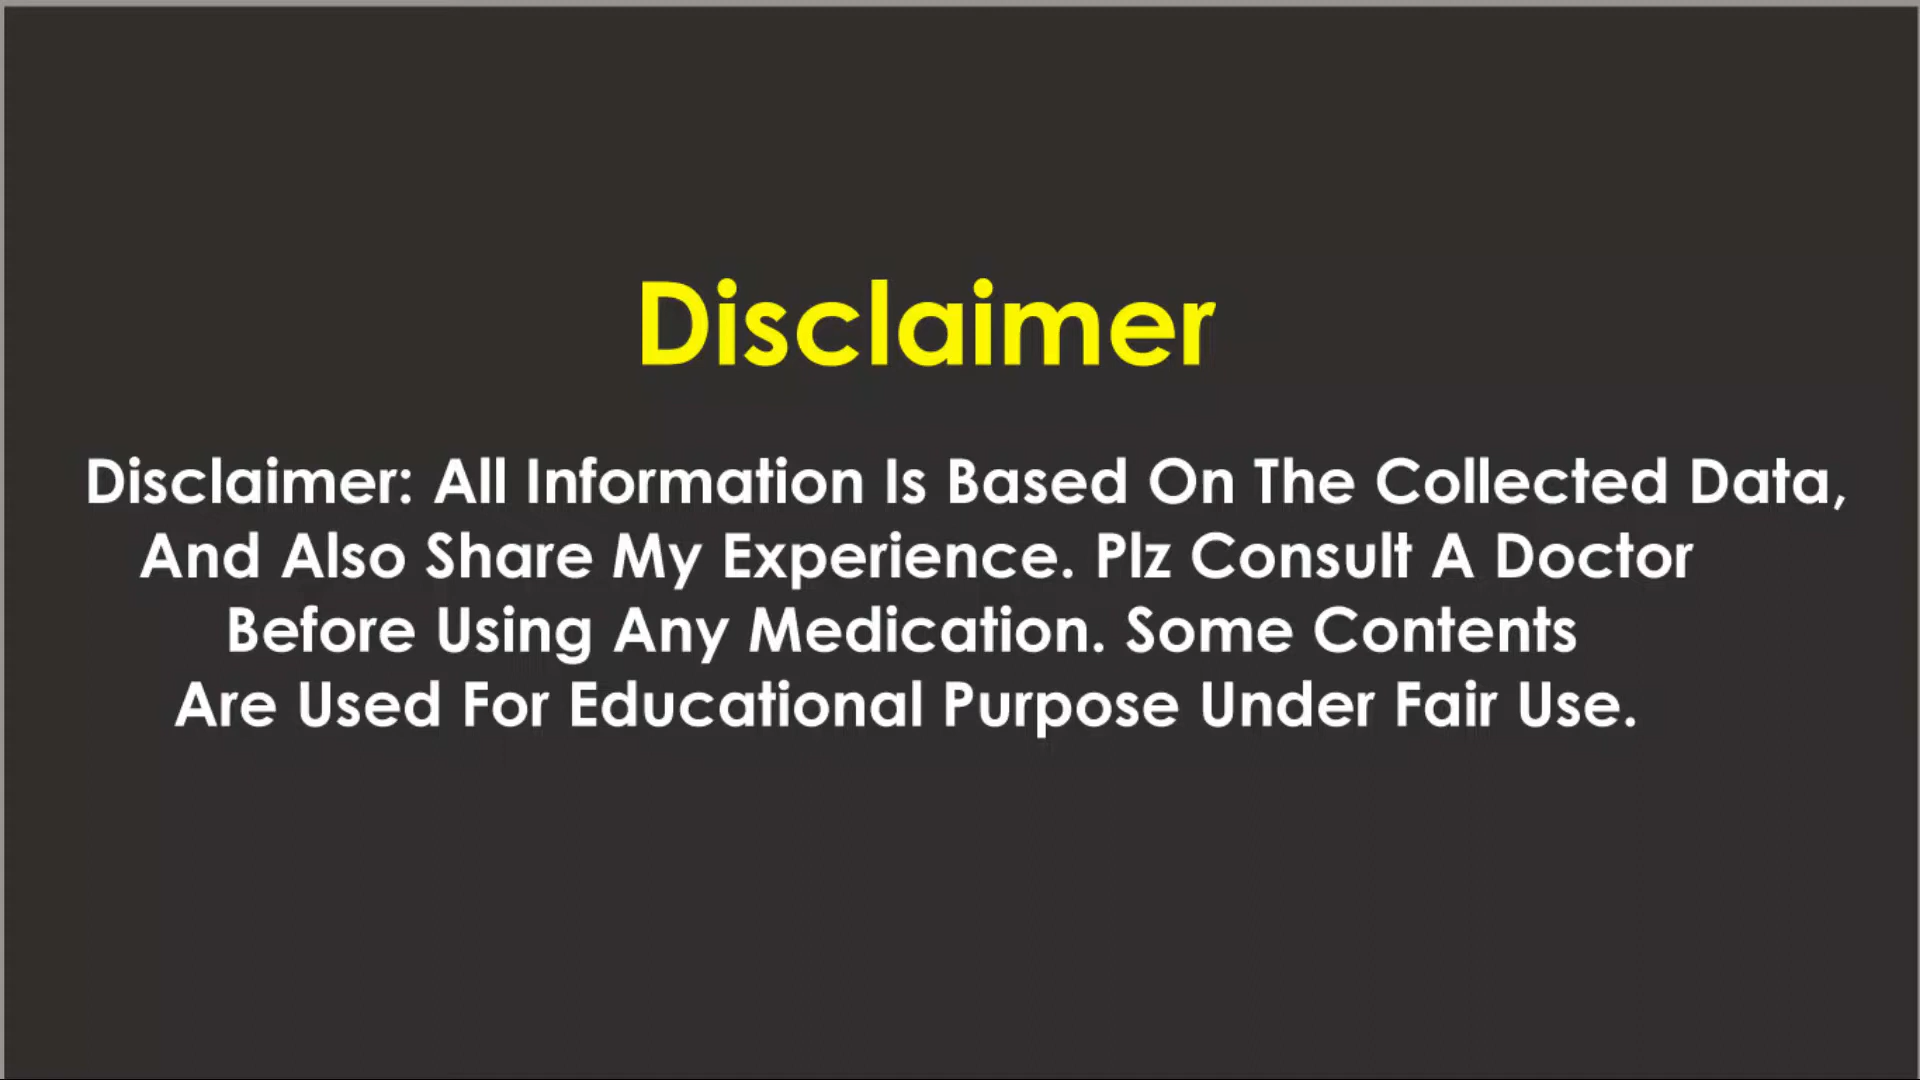 Disclaimer
Disclaimer: All Information Is Based On The Collected Data,
And Also Share My Experience. Plz Consult A Doctor
Before Using Any Medication. Some Contents
Are Used For Educational Purpose Under Fair Use.